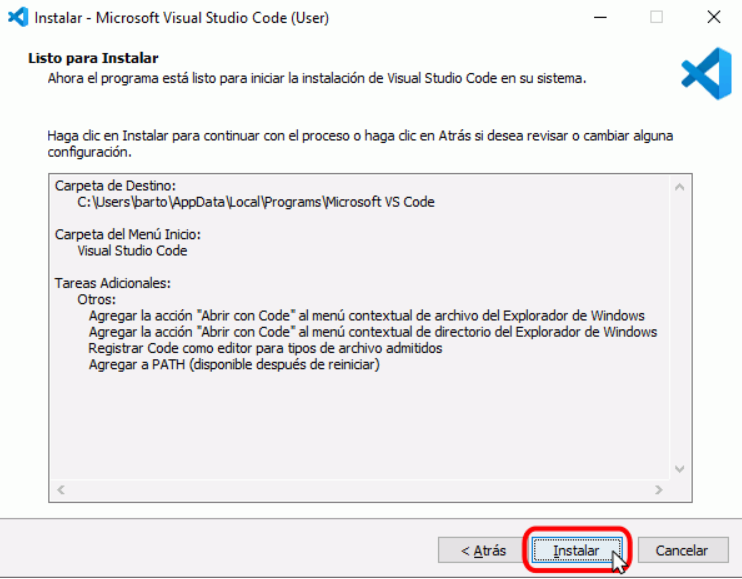 Instalar - Microsoft Visual Studio Code (User)
Listo para Instalar
Ahora el programa está listo para iniciar la instalación de Visual Studio Code en su sistema.
Haga clic en Instalar para continuar con el proceso o haga clic en Atrás si desea revisar o cambiar alguna
configuración.
Carpeta de Destino:
C:\Users\barto\AppData\Local\Programs\Microsoft VS Code
Carpeta del Menú Inicio:
Visual Studio Code
Tareas Adicionales:
Otros:
Agregar la acción "Abrir con Code" al menú contextual de archivo del Explorador de Windows
Agregar la acción "Abrir con Code" al menú contextual de directorio del Explorador de Windows
Registrar Code como editor para tipos de archivo admitidos
Agregar a PATH (disponible después de reiniciar)
< Atrás Instalar Cancelar